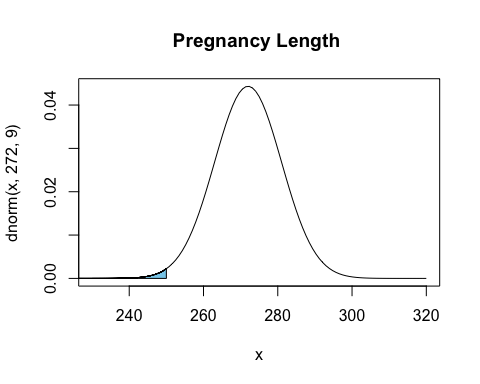 Pregnancy Length
dnorm(x, 272, 9)
0.04
0.02
0.00
240 260 280 300 320
x